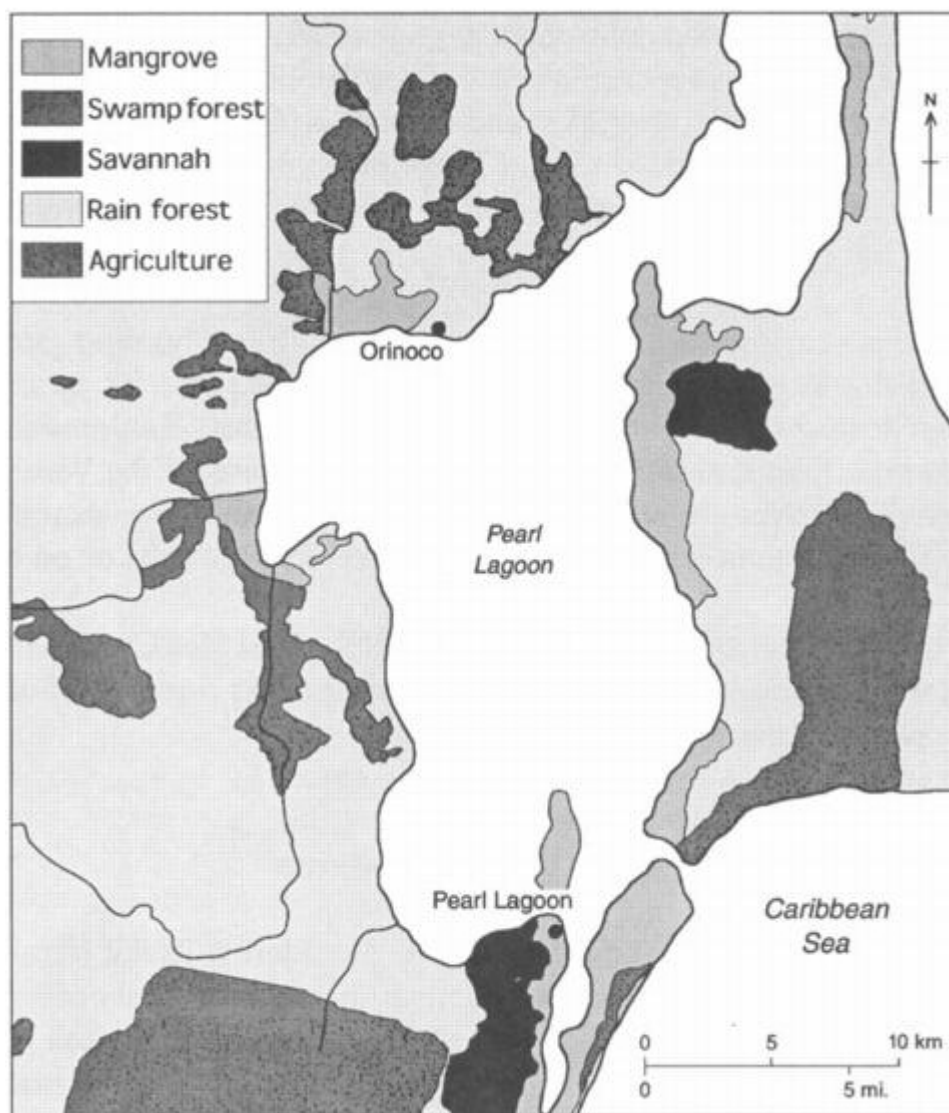 Mangrove
Swamp forest
Savannah
Rain forest
Agriculture
N
Orinoco
Pearl
Lagoon
Pearl Lagoon
Caribbean
Sea
0 5 10 km
0 5 mi.